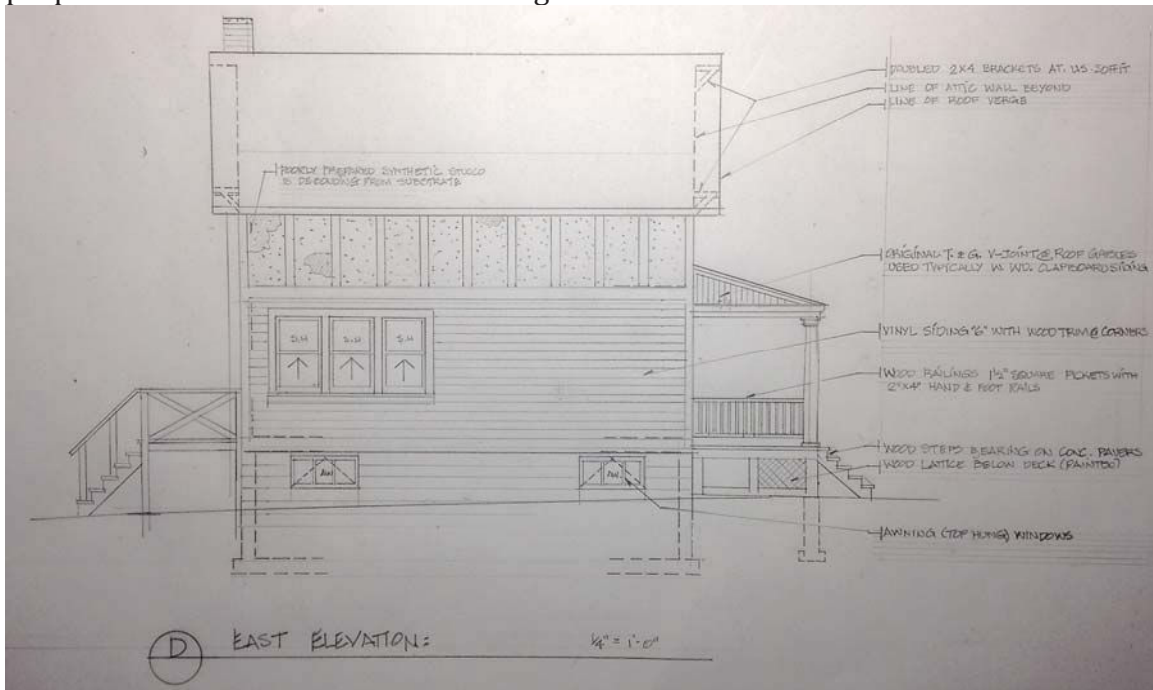 DOUBLED 2X4 BRACKETS AT U/S SOFFIT
LINE OF ATTIC WALL BEYOND
LINE OF ROOF VERGE
POORLY PREPARED SYNTHETIC STUCCO
IS DEBONDING FROM SUBSTRATE
ORIGINAL T. & G. V-JOINT @ ROOF GABLES
USED TYPICALLY W. WD. CLAPBOARD SIDING
S.H
S.H
S.H
VINYL SIDING 6" WITH WOOD TRIM @ CORNERS
WOOD RAILINGS 1½" SQUARE PICKETS WITH
2"X4" HAND & FOOT RAILS
WOOD STEPS BEARING ON CONC. PAVERS
WOOD LATTICE BELOW DECK (PAINTED)
AW
AW
AWNING (TOP HUNG) WINDOWS
D EAST ELEVATION: ¼" = 1'-0"